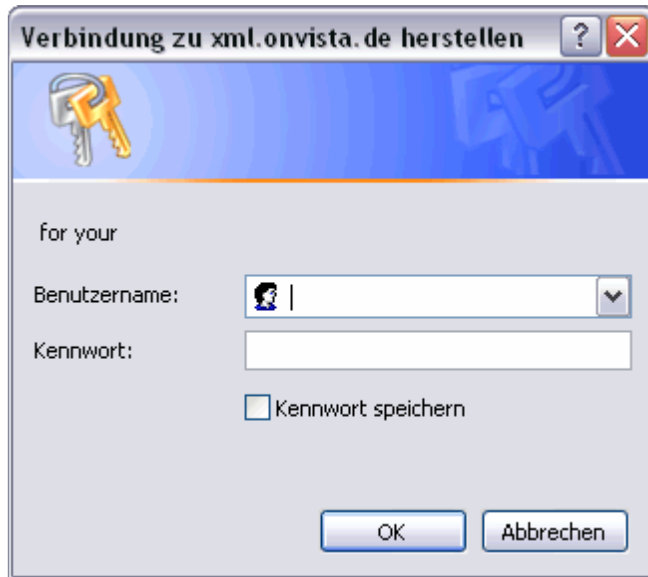 Verbindung zu xml.onvista.de herstellen ?
for your
Benutzername:
Kennwort:
Kennwort speichern
OK Abbrechen